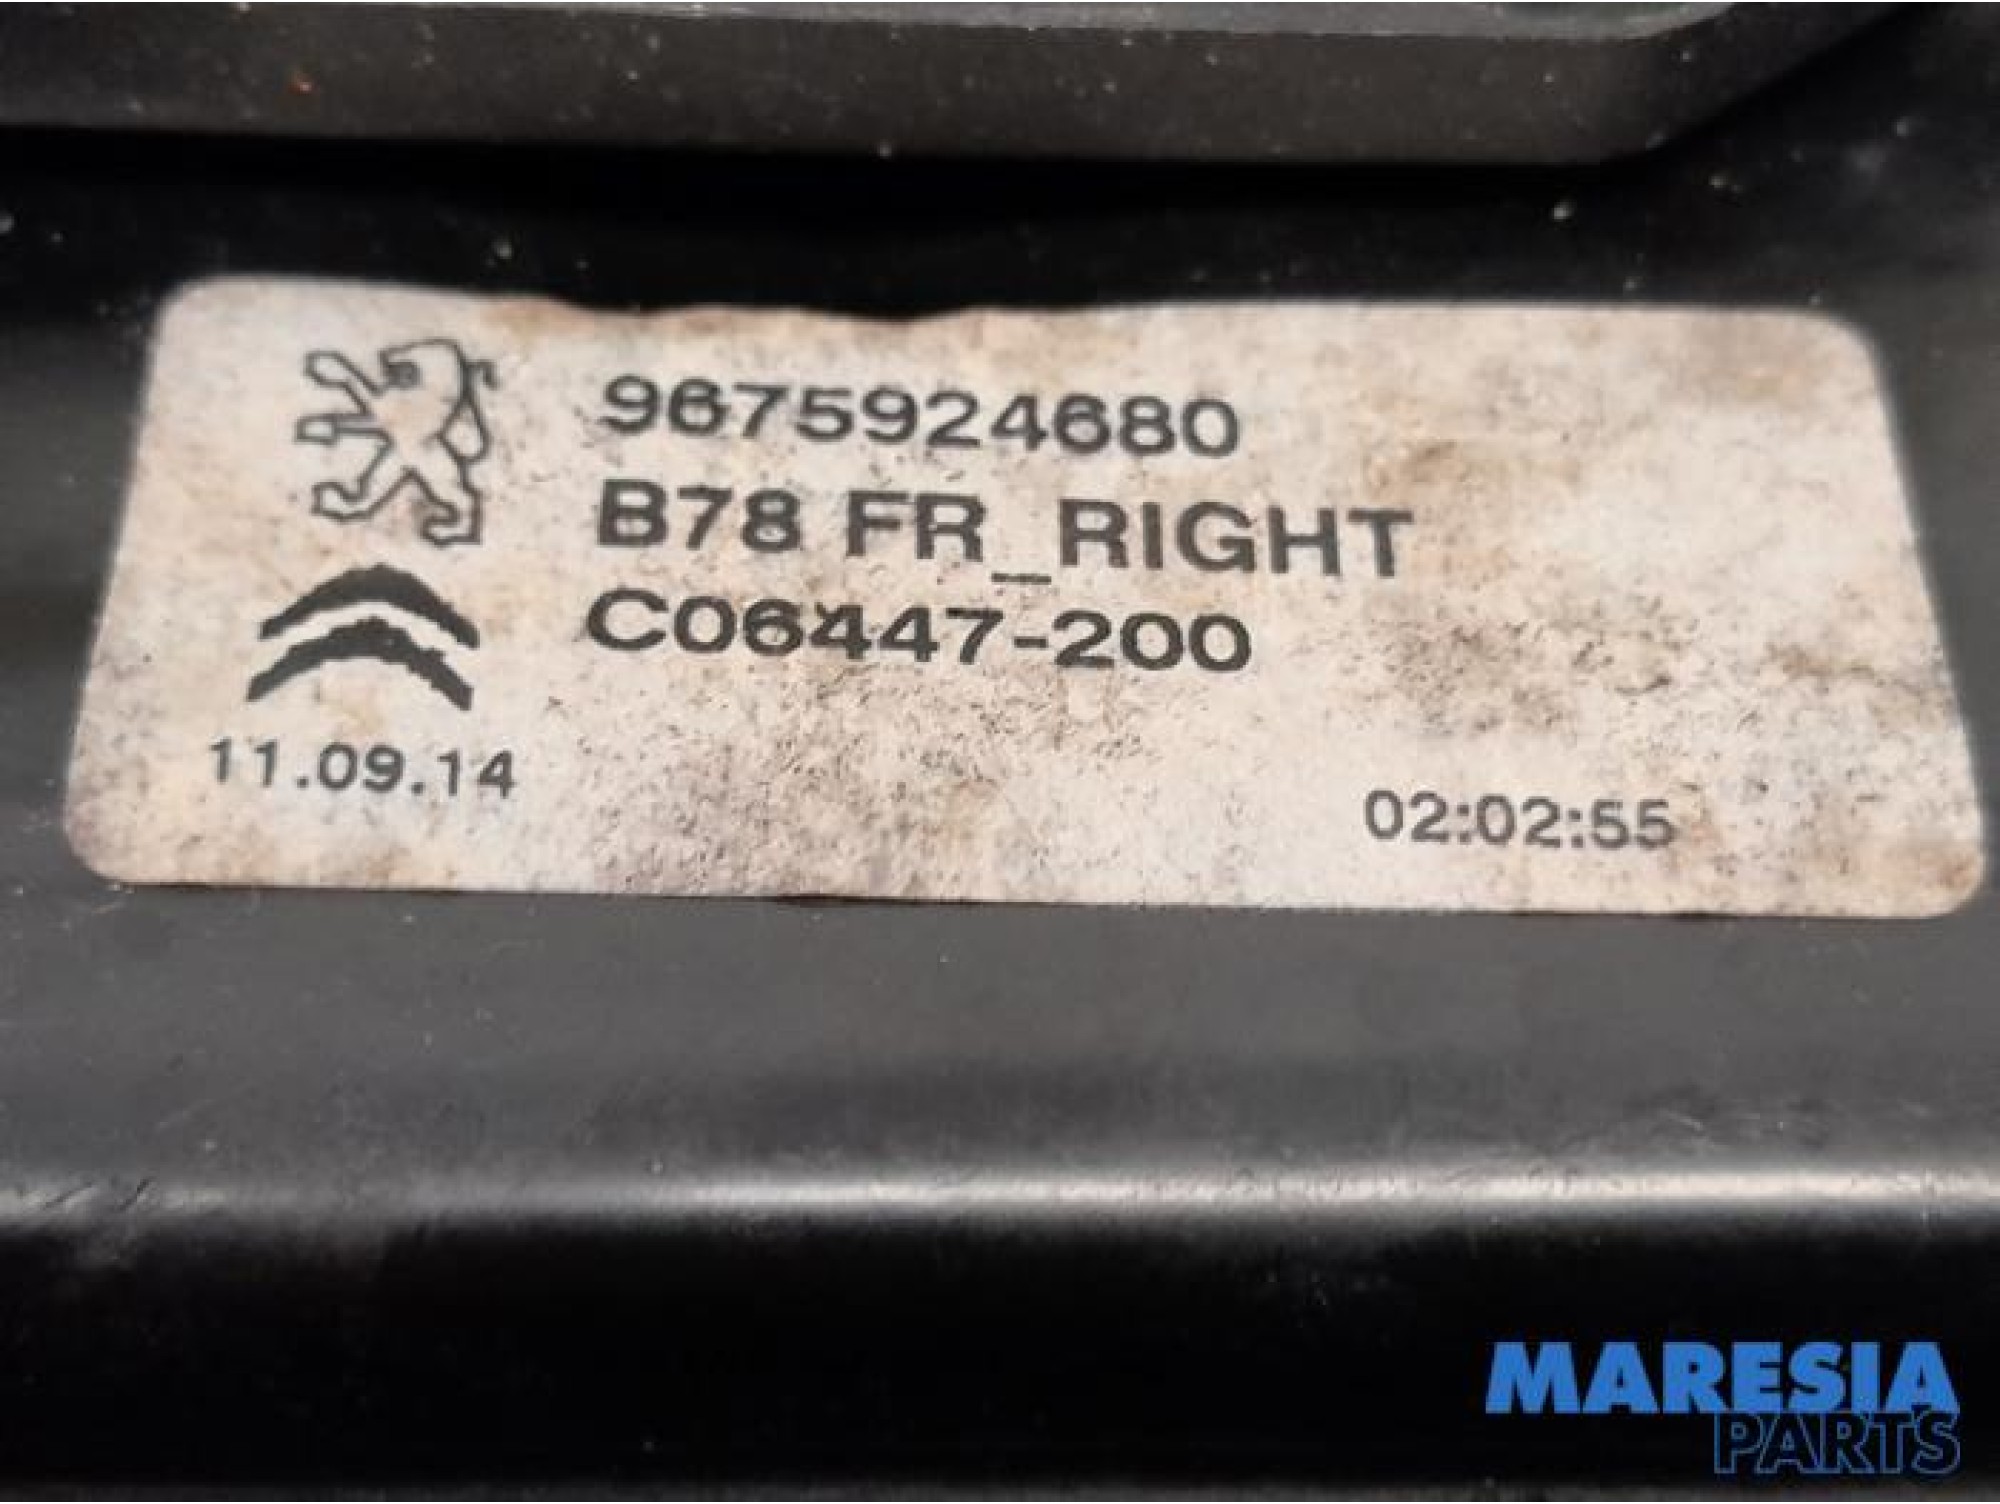 9675924680
B78 FR_RIGHT
C06447-200
11.09.14
02:02:55
MARESIA
PARTS